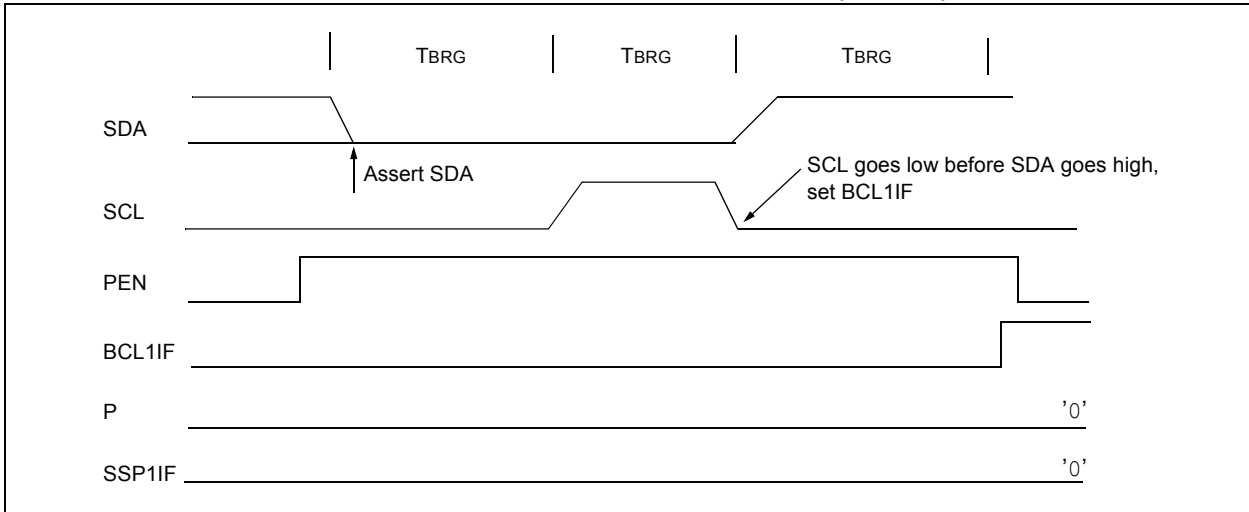 TBRG TBRG TBRG
SDA
Assert SDA
SCL goes low before SDA goes high,
set BCL1IF
SCL
PEN
BCL1IF
P
'0'
SSP1IF
'0'